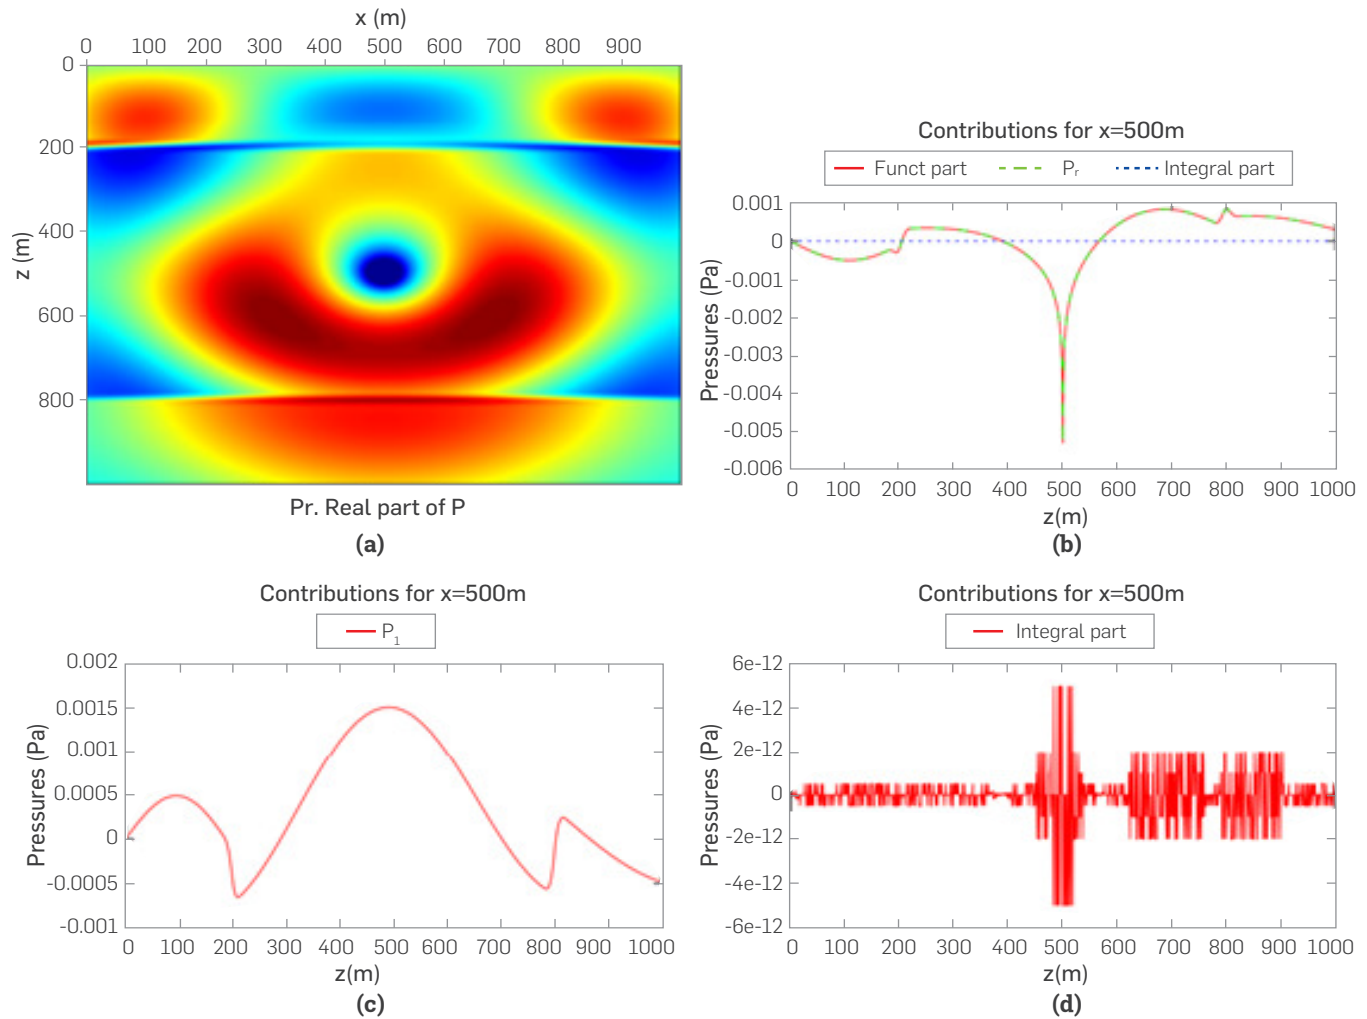 x (m)
0 100 200 300 400 500 600 700 800 900
0
200
400
600
800
z (m)
Pr. Real part of P
(a)
Contributions for x=500m
Funct part Pr Integral part
0.001
0
-0.001
-0.002
-0.003
-0.004
-0.005
-0.006
Pressures (Pa)
0 100 200 300 400 500 600 700 800 900 1000
z(m)
(b)
Contributions for x=500m
P1
0.002
0.0015
0.001
0.0005
0
-0.0005
-0.001
Pressures (Pa)
0 100 200 300 400 500 600 700 800 900 1000
z(m)
(c)
Contributions for x=500m
Integral part
6e-12
4e-12
2e-12
0
-2e-12
-4e-12
-6e-12
Pressures (Pa)
0 100 200 300 400 500 600 700 800 900 1000
z(m)
(d)